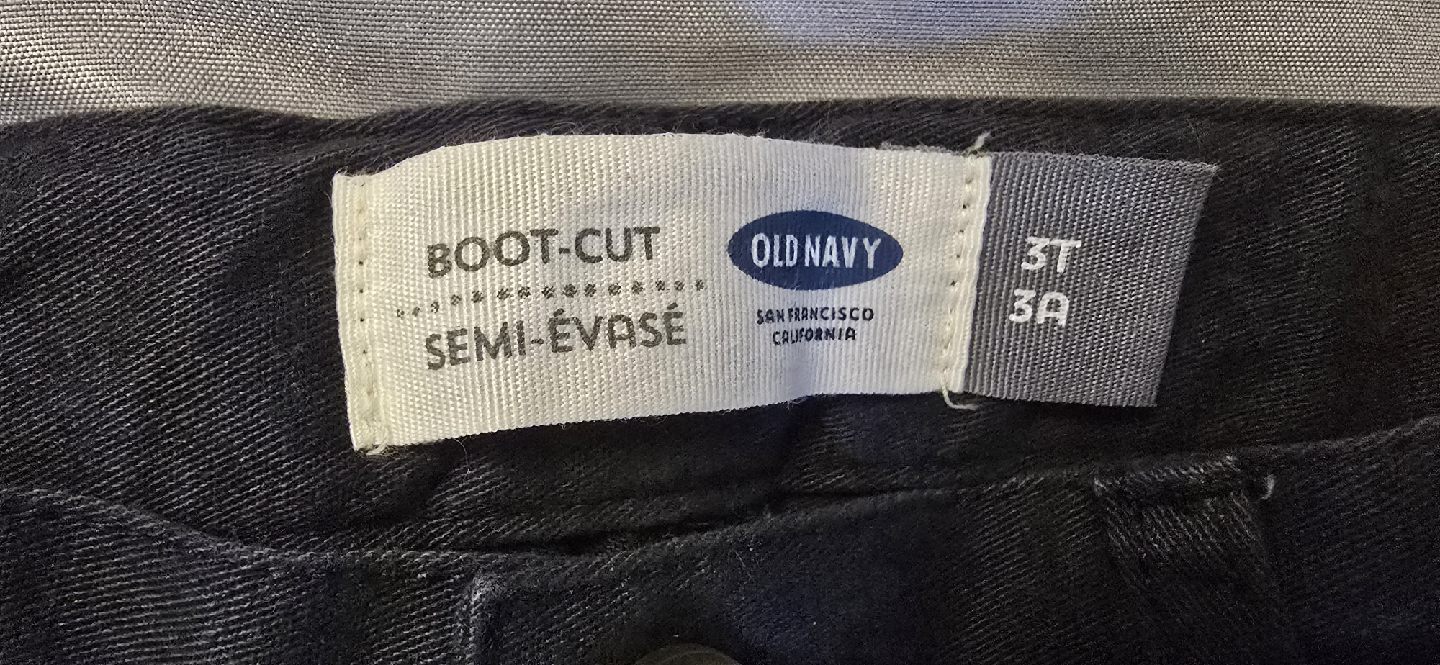 BOOT-CUT
SEMI-ÉVASÉ
OLD NAVY
SAN FRANCISCO
CALIFORNIA
3T
3A